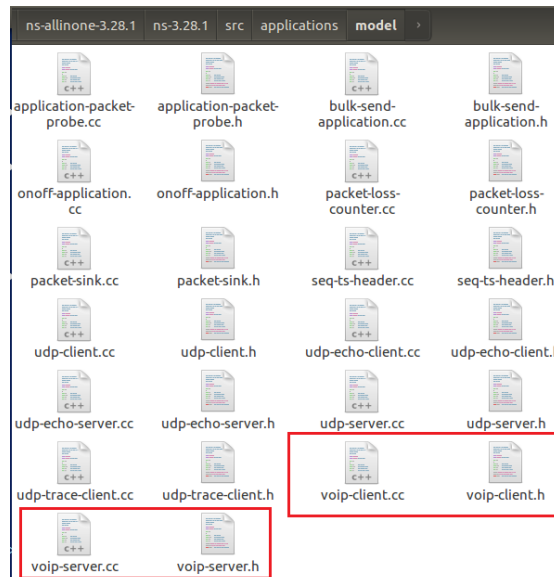 ns-allinone-3.28.1 ns-3.28.1 src applications model
application-packet-probe.cc application-packet-probe.h bulk-send-application.cc bulk-send-application.h
onoff-application.cc onoff-application.h packet-loss-counter.cc packet-loss-counter.h
packet-sink.cc packet-sink.h seq-ts-header.cc seq-ts-header.h
udp-client.cc udp-client.h udp-echo-client.cc udp-echo-client.h
udp-echo-server.cc udp-echo-server.h udp-server.cc udp-server.h
udp-trace-client.cc udp-trace-client.h voip-client.cc voip-client.h
voip-server.cc voip-server.h